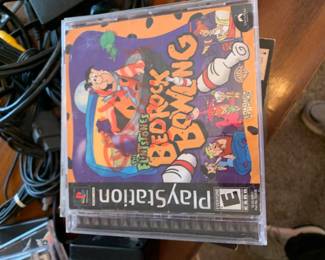 THE
FLINTSTONES
BEDROCK
BOWLING
PlayStation
E